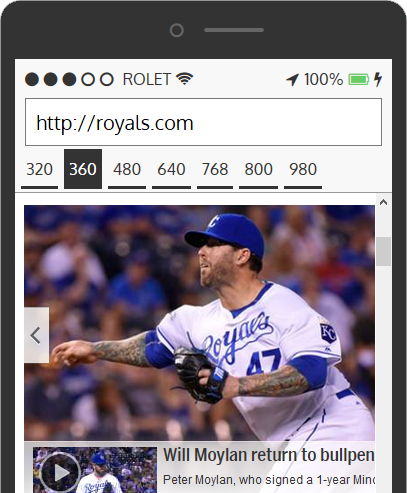 ROLET 100%
http://royals.com
320 360 480 640 768 800 980
KC
Royals
47
Will Moylan return to bullpen
Peter Moylan, who signed a 1-year Mino